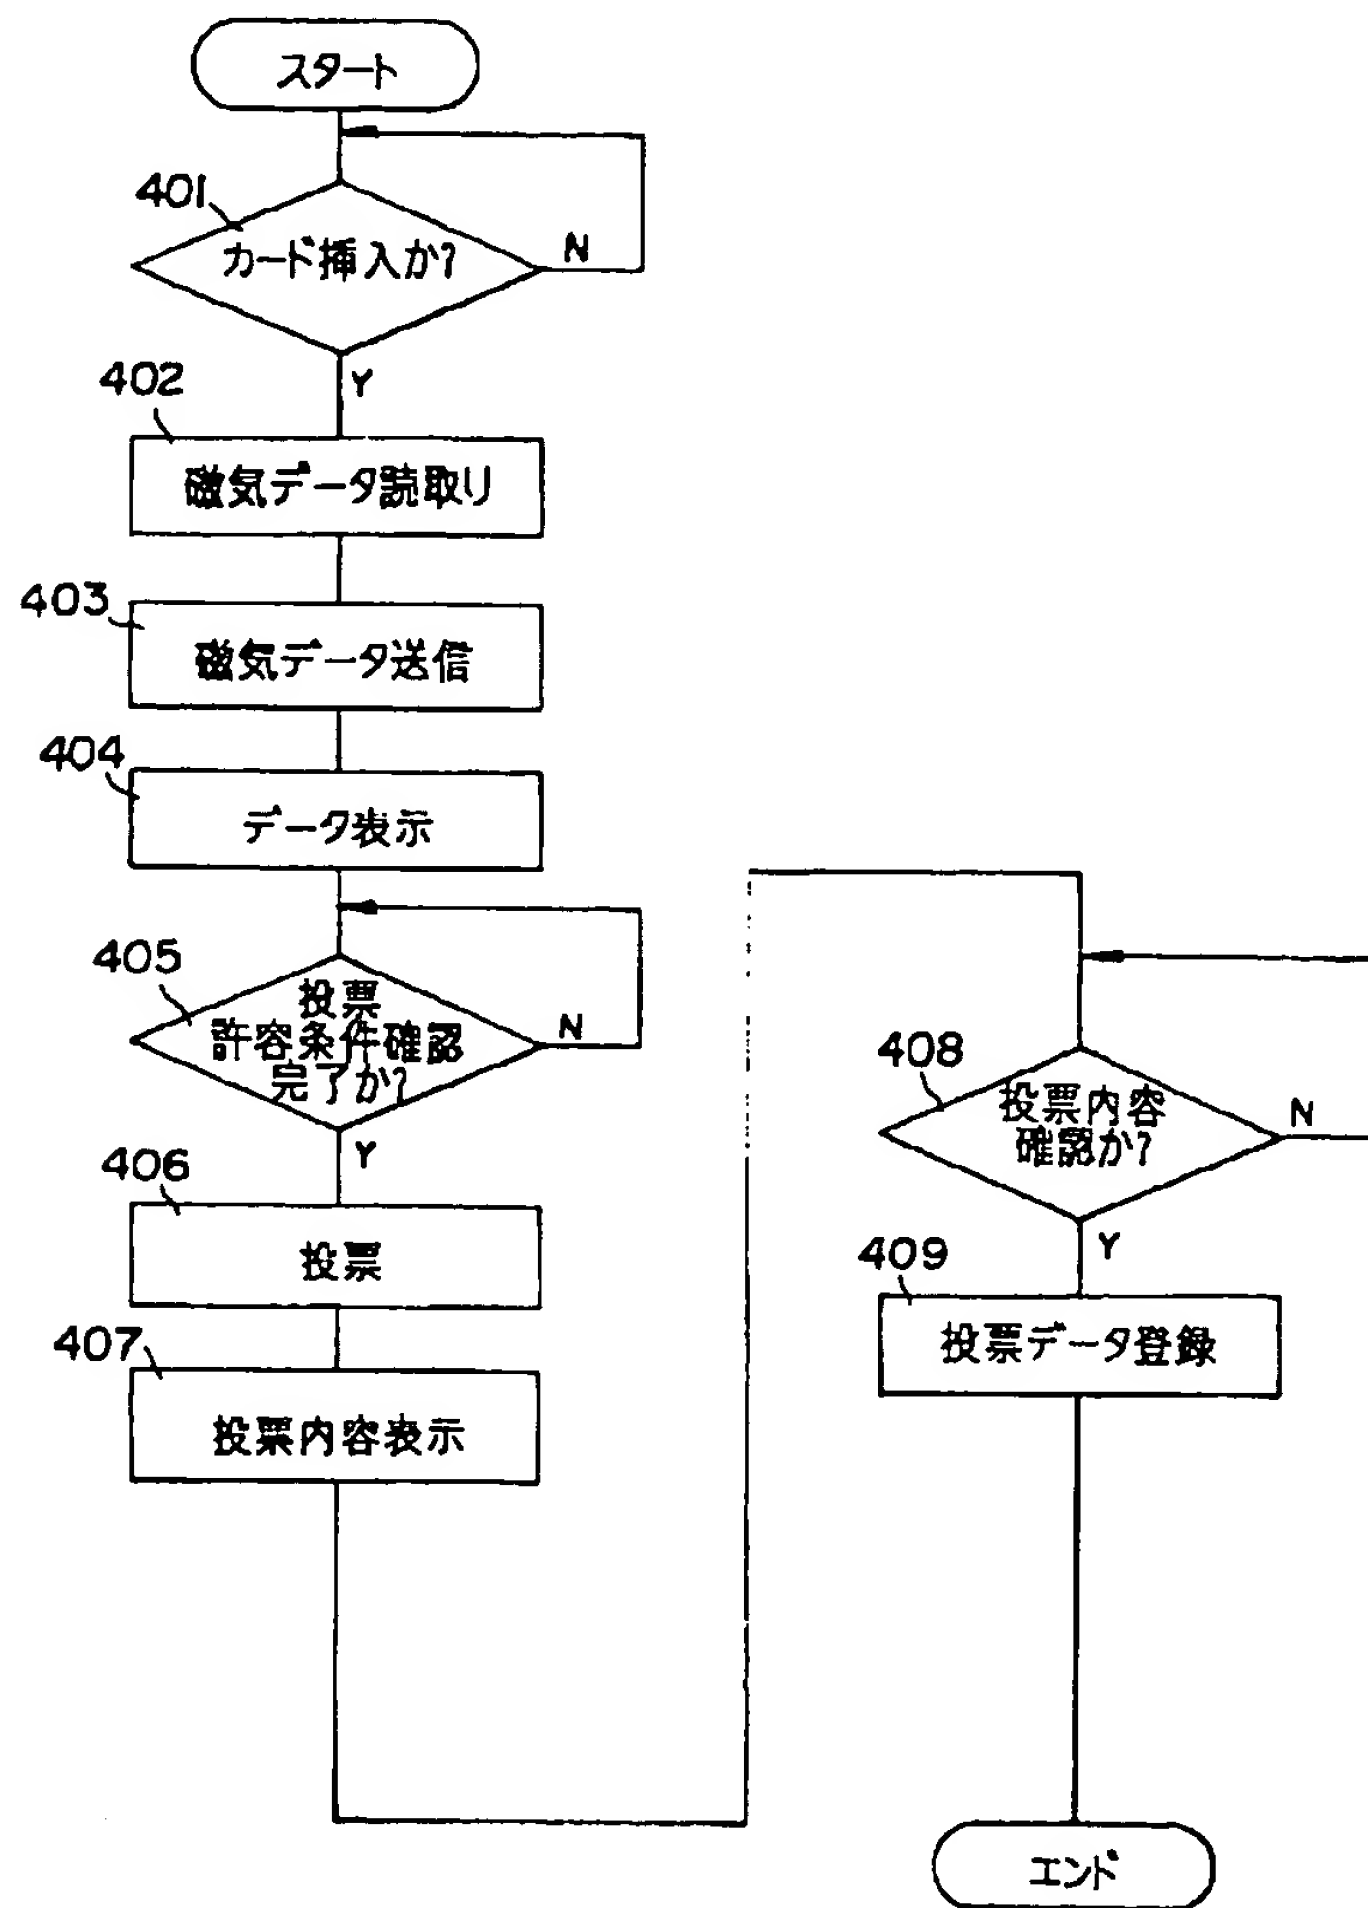 スタート
401
カード挿入か?
N
Y
402
磁気データ読取り
403
磁気データ送信
404
データ表示
405
投票
許容条件確認
完了か?
N
Y
406
投票
407
投票内容表示
408
投票内容
確認か?
N
Y
409
投票データ登録
エンド